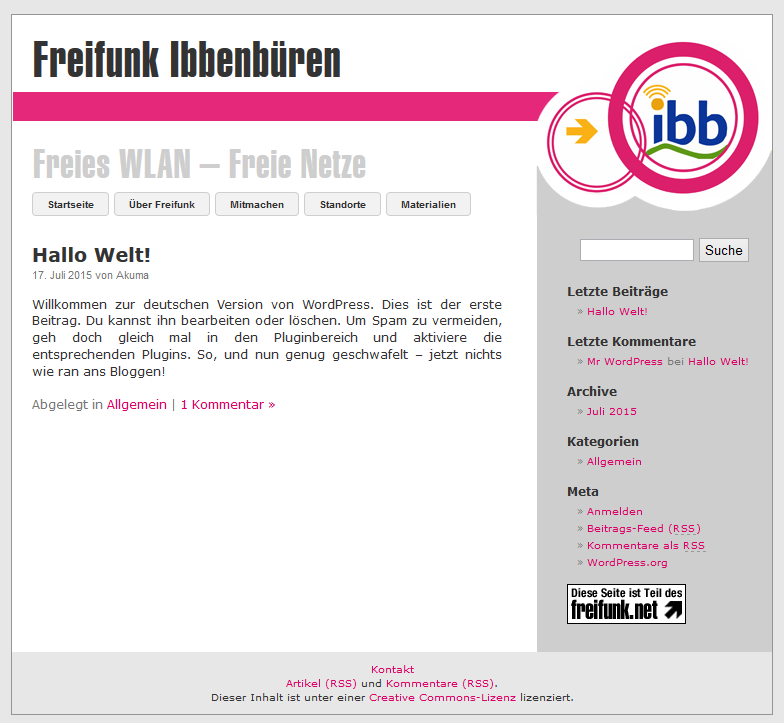 Freifunk Ibbenbüren
ibb
Freies WLAN – Freie Netze
Startseite
Über Freifunk
Mitmachen
Standorte
Materialien
Hallo Welt!
17. Juli 2015 von Akuma
Willkommen zur deutschen Version von WordPress. Dies ist der erste
Beitrag. Du kannst ihn bearbeiten oder löschen. Um Spam zu vermeiden,
geh doch gleich mal in den Pluginbereich und aktiviere die
entsprechenden Plugins. So, und nun genug geschwafelt – jetzt nichts
wie ran ans Bloggen!
Abgelegt in Allgemein | 1 Kommentar »
Suche
Letzte Beiträge
» Hallo Welt!
Letzte Kommentare
» Mr WordPress bei Hallo Welt!
Archive
» Juli 2015
Kategorien
» Allgemein
Meta
» Anmelden
» Beitrags-Feed (RSS)
» Kommentare als RSS
» WordPress.org
Diese Seite ist Teil des
freifunk.net
Kontakt
Artikel (RSS) und Kommentare (RSS).
Dieser Inhalt ist unter einer Creative Commons-Lizenz lizenziert.